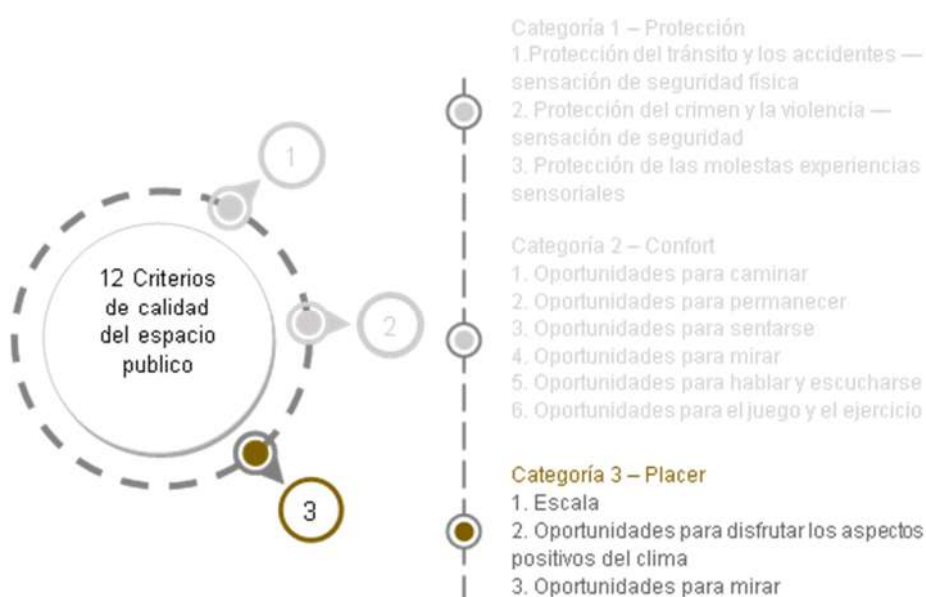 Categoría 1 – Protección
1.Protección del tránsito y los accidentes —
sensación de seguridad física
2. Protección del crimen y la violencia —
sensación de seguridad
3. Protección de las molestas experiencias
sensoriales
Categoría 2 – Confort
1. Oportunidades para caminar
2. Oportunidades para permanecer
3. Oportunidades para sentarse
4. Oportunidades para mirar
5. Oportunidades para hablar y escucharse
6. Oportunidades para el juego y el ejercicio
Categoría 3 – Placer
1. Escala
2. Oportunidades para disfrutar los aspectos
positivos del clima
3. Oportunidades para mirar
12 Criterios
de calidad
del espacio
publico
1
2
3